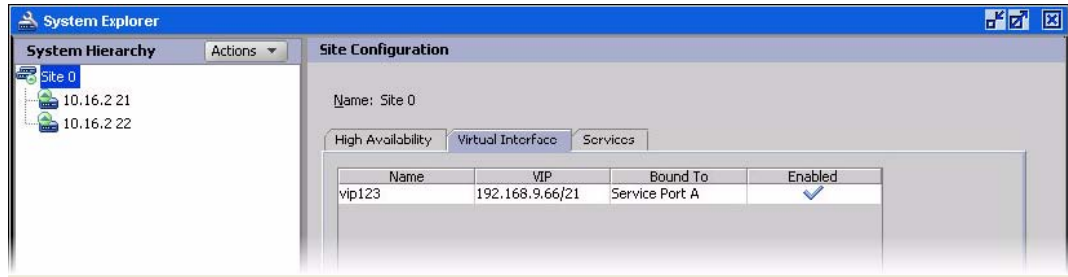 System Explorer
System Hierarchy
Actions
Site 0
10.16.2 21
10.16.2 22
Site Configuration
Name: Site 0
High Availability
Virtual Interface
Services
Name VIP Bound To Enabled
vip123 192.168.9.66/21 Service Port A